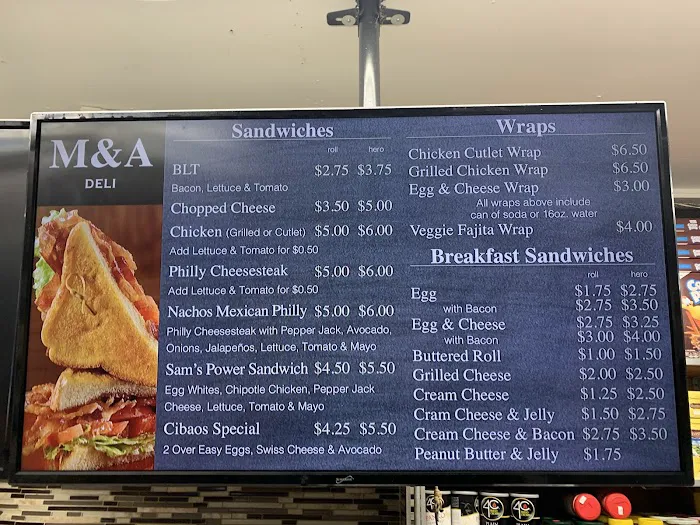 M&A
DELI
Sandwiches
roll hero
BLT $2.75 $3.75
Bacon, Lettuce & Tomato
Chopped Cheese $3.50 $5.00
Chicken (Grilled or Cutlet) $5.00 $6.00
Add Lettuce & Tomato for $0.50
Philly Cheesesteak $5.00 $6.00
Add Lettuce & Tomato for $0.50
Nachos Mexican Philly $5.00 $6.00
Philly Cheesesteak with Pepper Jack, Avocado,
Onions, Jalapeños, Lettuce, Tomato & Mayo
Sam's Power Sandwich $4.50 $5.50
Egg Whites, Chipotle Chicken, Pepper Jack
Cheese, Lettuce, Tomato & Mayo
Cibaos Special $4.25 $5.50
2 Over Easy Eggs, Swiss Cheese & Avocado
Wraps
Chicken Cutlet Wrap $6.50
Grilled Chicken Wrap $6.50
Egg & Cheese Wrap $3.00
All wraps above include
can of soda or 16oz. water
Veggie Fajita Wrap $4.00
Breakfast Sandwiches
roll hero
Egg $1.75 $2.75
with Bacon $2.75 $3.50
Egg & Cheese $2.75 $3.25
with Bacon $3.00 $4.00
Buttered Roll $1.00 $1.50
Grilled Cheese $2.00 $2.50
Cream Cheese $1.25 $2.50
Cram Cheese & Jelly $1.50 $2.75
Cream Cheese & Bacon $2.75 $3.50
Peanut Butter & Jelly $1.75
4C 4C